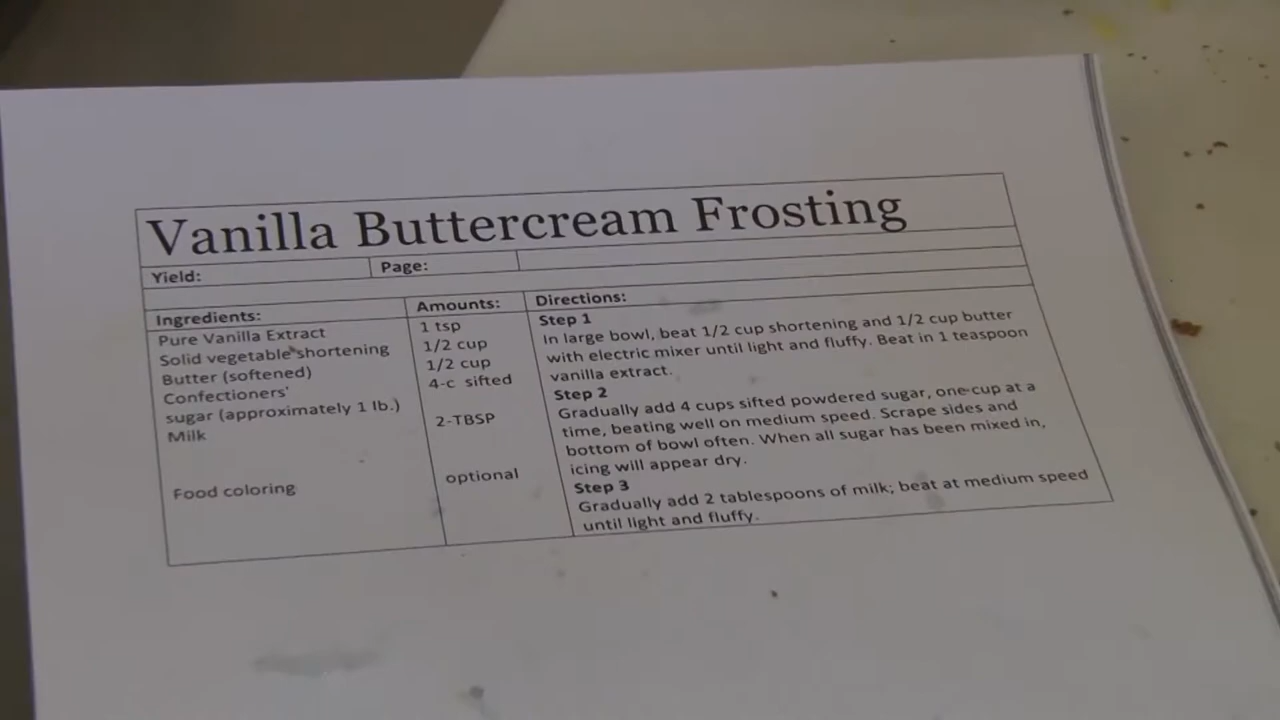 Vanilla Buttercream Frosting
Yield:
Page:
Ingredients:
Amounts:
Directions:
Pure Vanilla Extract
Solid vegetable shortening
Butter (softened)
Confectioners'
sugar (approximately 1 lb.)
Milk
Food coloring
1 tsp
1/2 cup
1/2 cup
4-c sifted
2-TBSP
optional
Step 1
In large bowl, beat 1/2 cup shortening and 1/2 cup butter
with electric mixer until light and fluffy. Beat in 1 teaspoon
vanilla extract.
Step 2
Gradually add 4 cups sifted powdered sugar, one-cup at a
time, beating well on medium speed. Scrape sides and
bottom of bowl often. When all sugar has been mixed in,
icing will appear dry.
Step 3
Gradually add 2 tablespoons of milk; beat at medium speed
until light and fluffy.